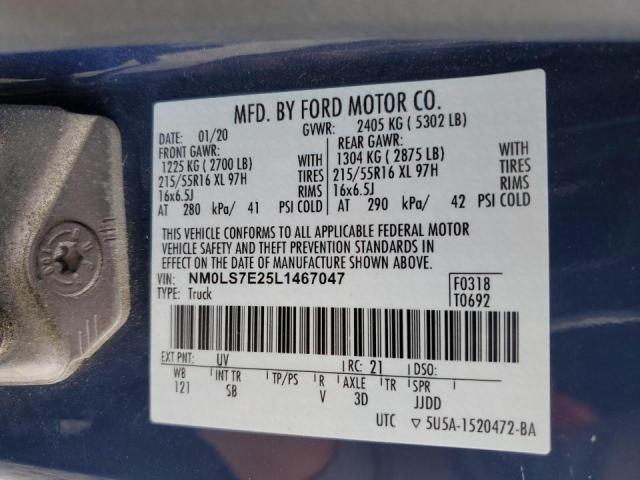 MFD. BY FORD MOTOR CO.
DATE: 01/20 GVWR: 2405 KG ( 5302 LB)
FRONT GAWR: REAR GAWR:
1225 KG ( 2700 LB) WITH 1304 KG ( 2875 LB) WITH
215/55R16 XL 97H TIRES 215/55R16 XL 97H TIRES
16x6.5J RIMS 16x6.5J RIMS
AT 280 kPa/ 41 PSI COLD AT 290 kPa/ 42 PSI COLD
THIS VEHICLE CONFORMS TO ALL APPLICABLE FEDERAL MOTOR
VEHICLE SAFETY AND THEFT PREVENTION STANDARDS IN
EFFECT ON THE DATE OF MANUFACTURE SHOWN ABOVE.
VIN: NM0LS7E25L1467047 F0318
TYPE: Truck T0692
EXT PNT: UV RC: 21 DSO:
WB INT TR TP/PS R AXLE TR SPR
121 SB V 3D JJDD
UTC ▽ 5U5A-1520472-BA